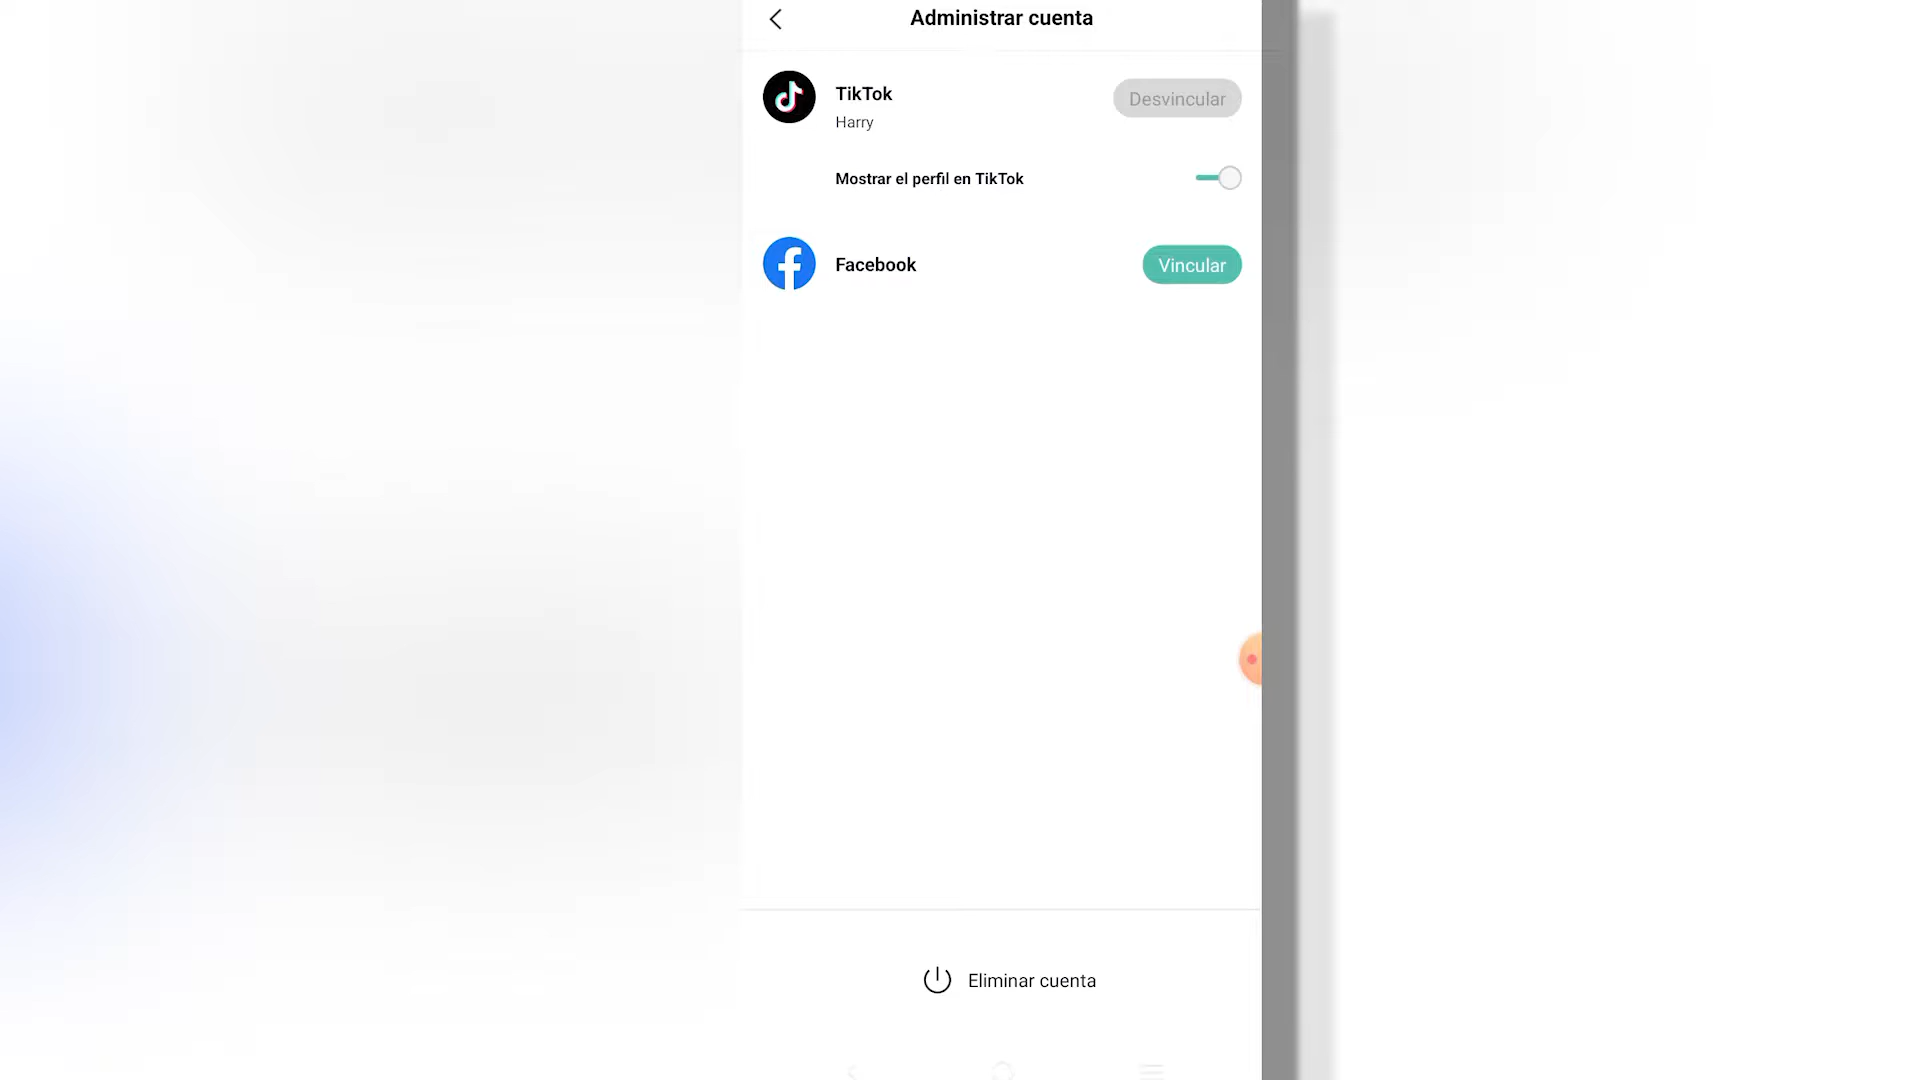 Administrar cuenta
TikTok
Desvincular
Harry
Mostrar el perfil en TikTok
Facebook
Vincular
Eliminar cuenta